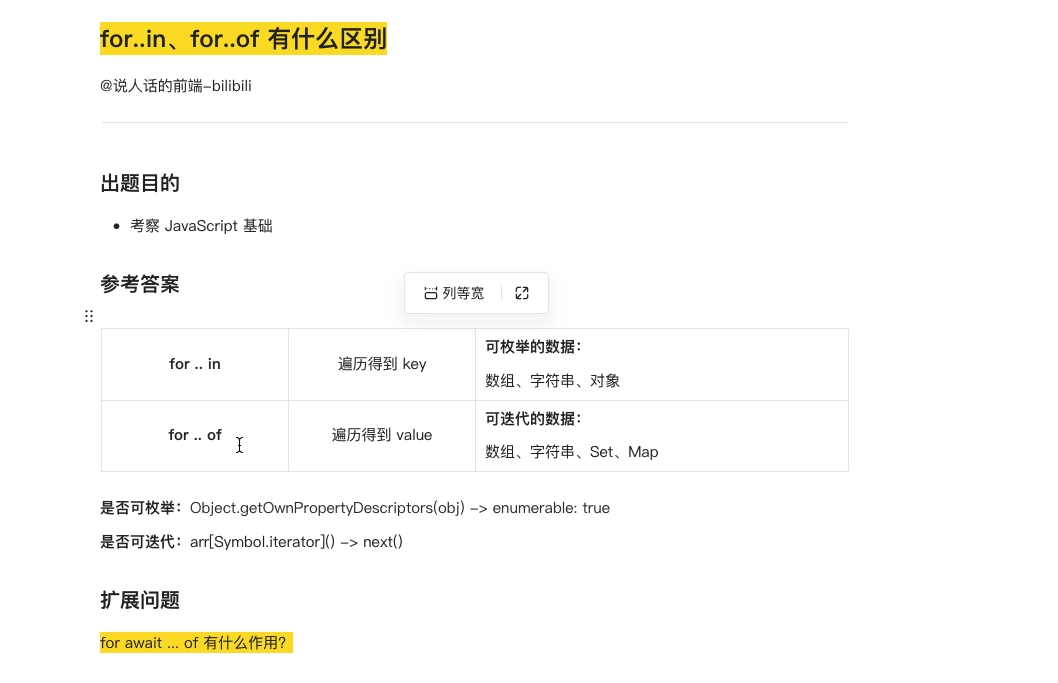 for..in、for..of 有什么区别
@说人话的前端-bilibili
出题目的
• 考察 JavaScript 基础
参考答案
列等宽
for .. in
遍历得到 key
可枚举的数据：
数组、字符串、对象
for .. of
遍历得到 value
可迭代的数据：
数组、字符串、Set、Map
是否可枚举：Object.getOwnPropertyDescriptors(obj) -> enumerable: true
是否可迭代：arr[Symbol.iterator]() -> next()
扩展问题
for await ... of 有什么作用?